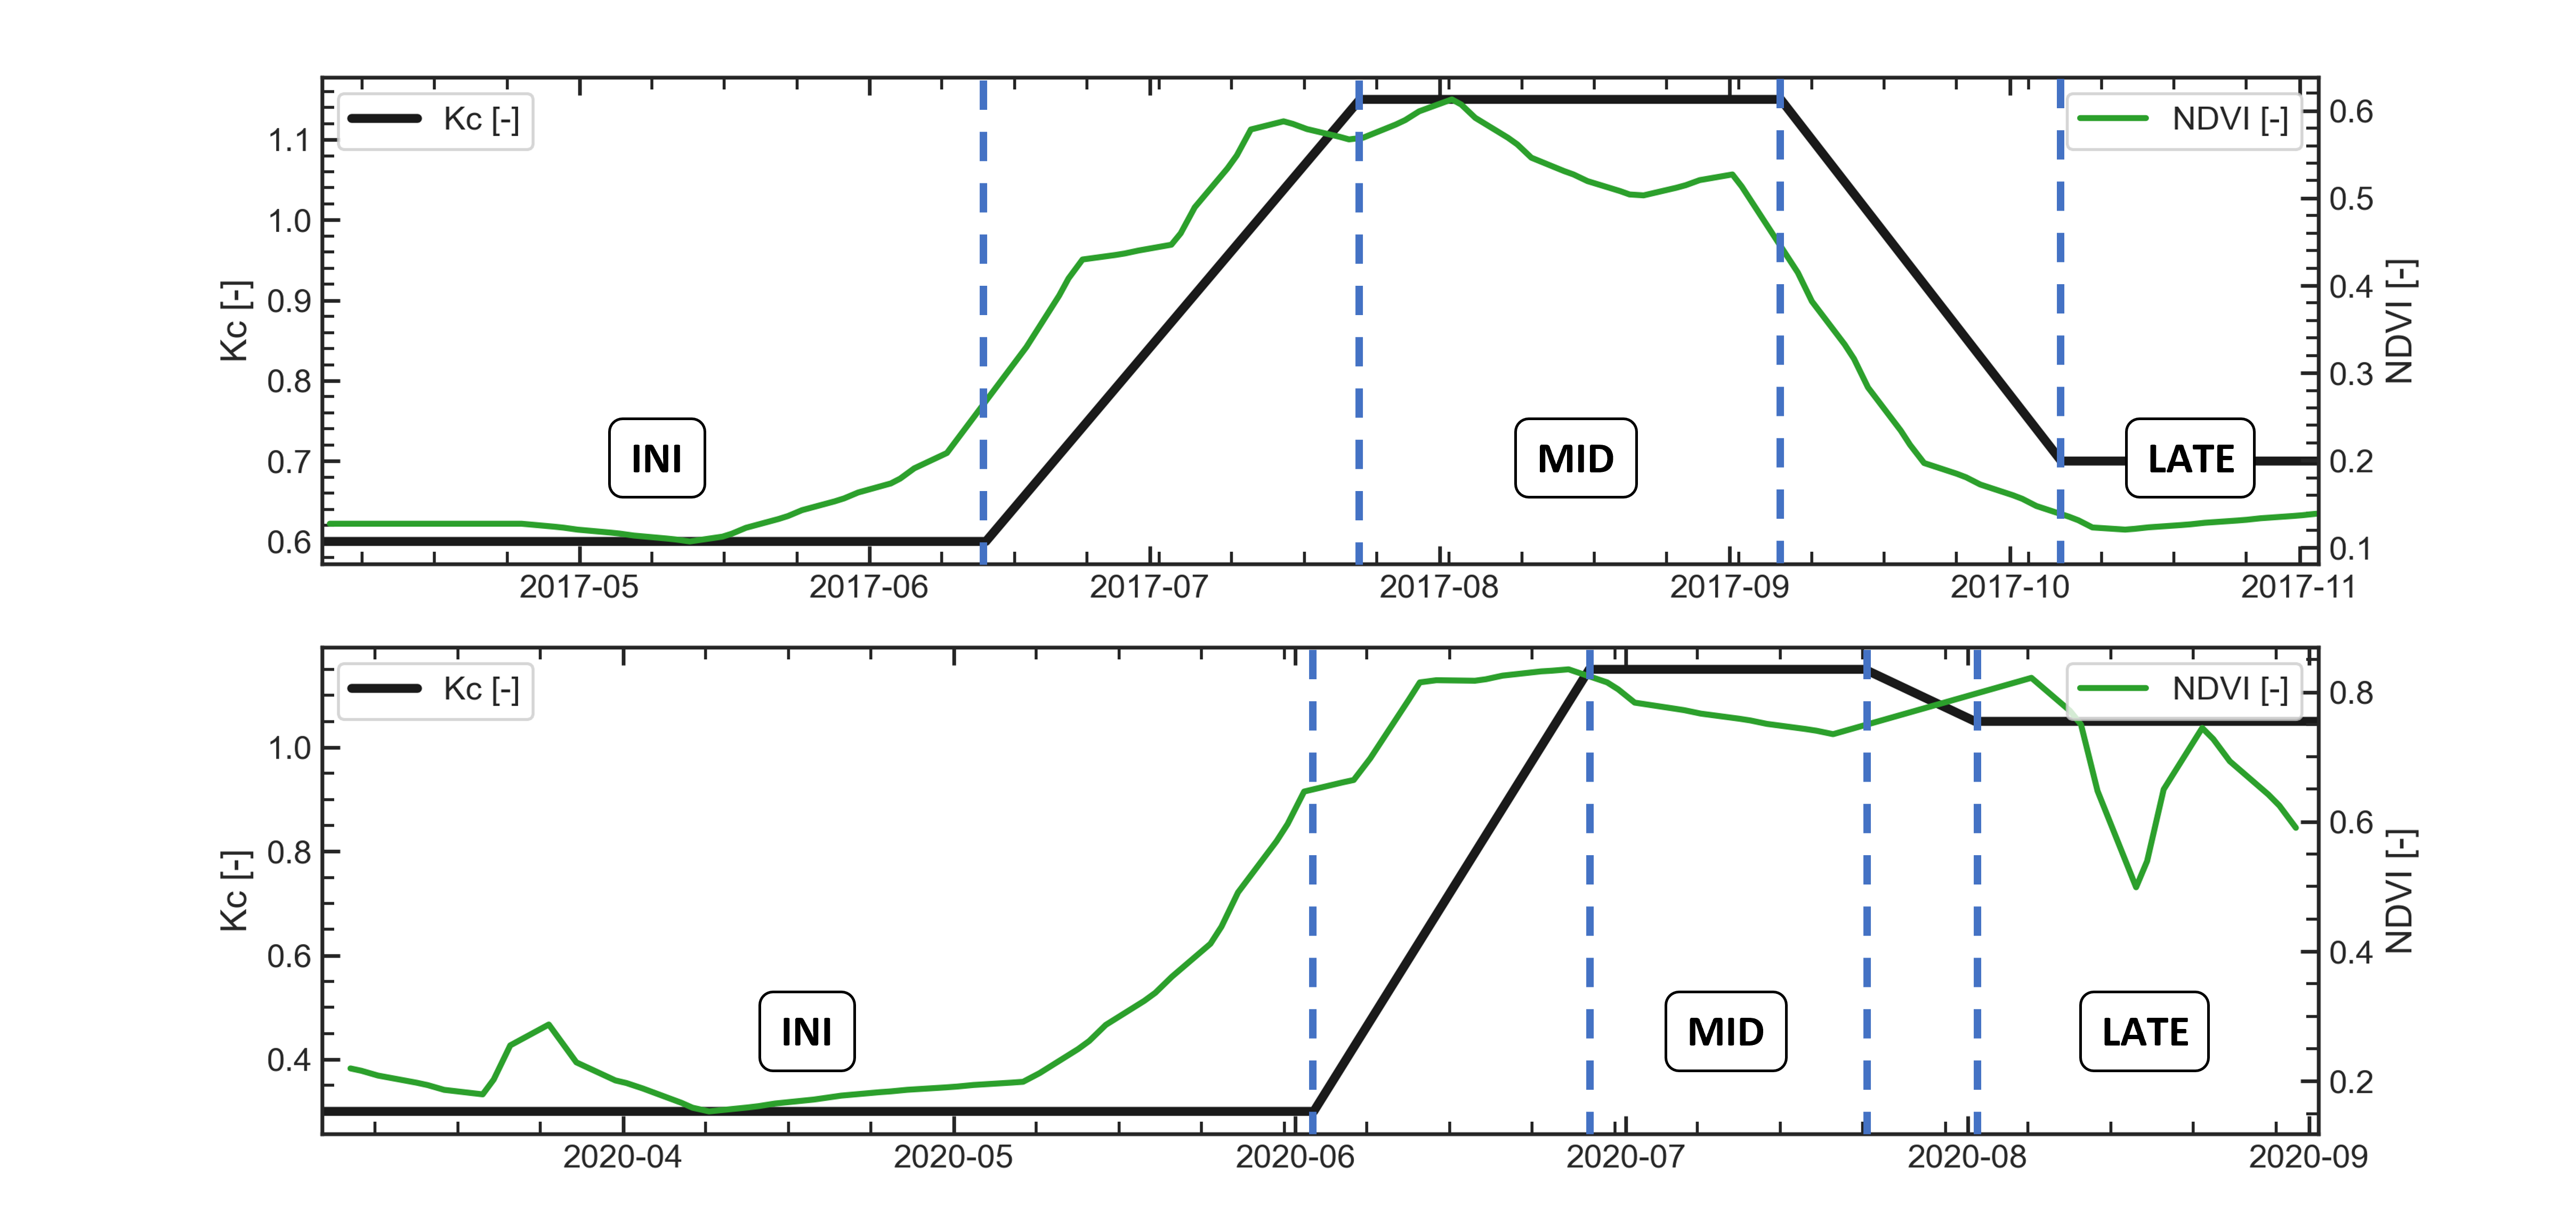 Kc [-]
NDVI [-]
1.1
1.0
0.9
0.8
0.7
0.6
Kc [-]
0.6
0.5
0.4
0.3
0.2
0.1
NDVI [-]
INI
MID
LATE
2017-05 2017-06 2017-07 2017-08 2017-09 2017-10 2017-11
Kc [-]
NDVI [-]
1.0
0.8
0.6
0.4
Kc [-]
0.8
0.6
0.4
0.2
NDVI [-]
INI
MID
LATE
2020-04 2020-05 2020-06 2020-07 2020-08 2020-09